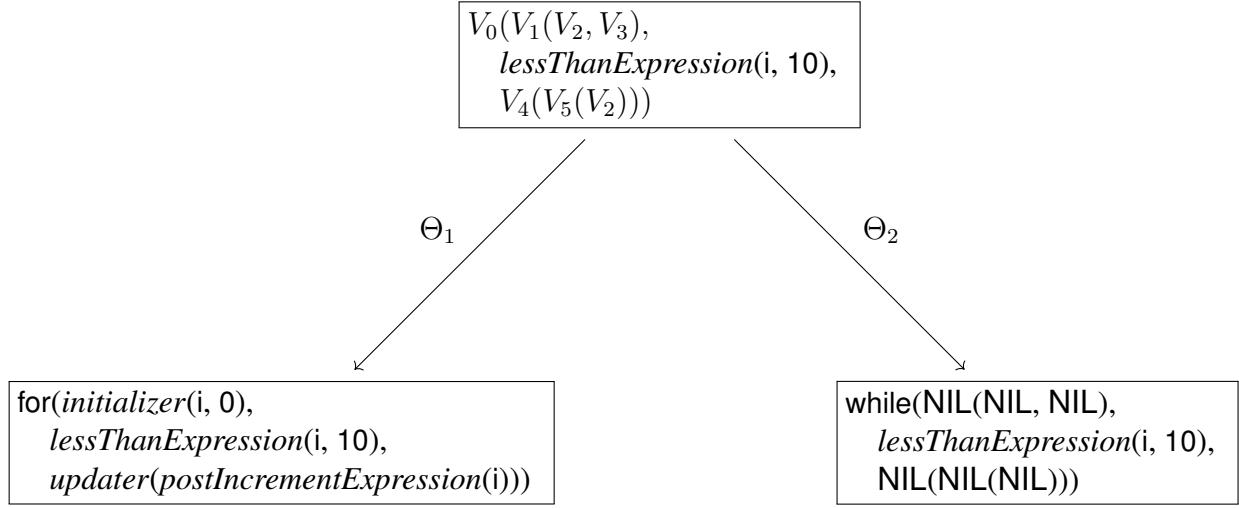 V₀(V₁(V₂, V₃),
lessThanExpression(i, 10),
V₄(V₅(V₂)))
Θ₁
Θ₂
for(initializer(i, 0),
lessThanExpression(i, 10),
updater(postIncrementExpression(i)))
while(NIL(NIL, NIL),
lessThanExpression(i, 10),
NIL(NIL(NIL)))